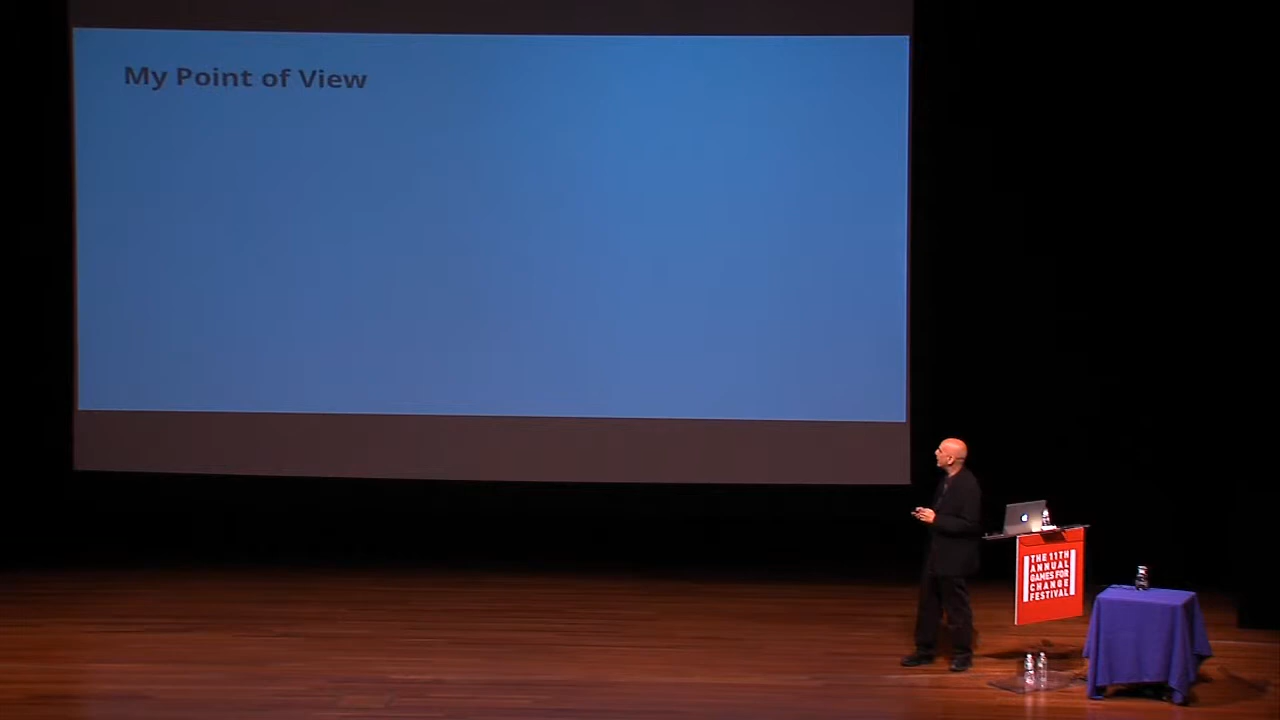 My Point of View
THE 11TH
ANNUAL
GAMES FOR
CHANGE
FESTIVAL